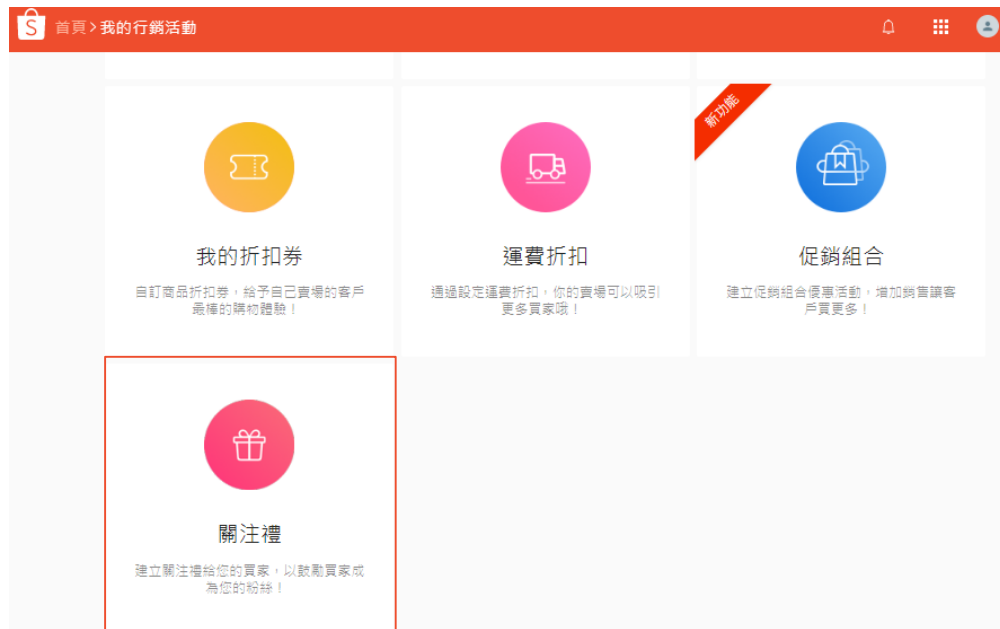 首頁>我的行銷活動
新功能
我的折扣券
自訂商品折扣券，給予自己賣場的客戶
最棒的購物體驗！
運費折扣
通過設定運費折扣，你的賣場可以吸引
更多買家哦！
促銷組合
建立促銷組合優惠活動，增加銷售讓客
戶買更多！
關注禮
建立關注禮給您的買家，以鼓勵買家成
為您的粉絲！